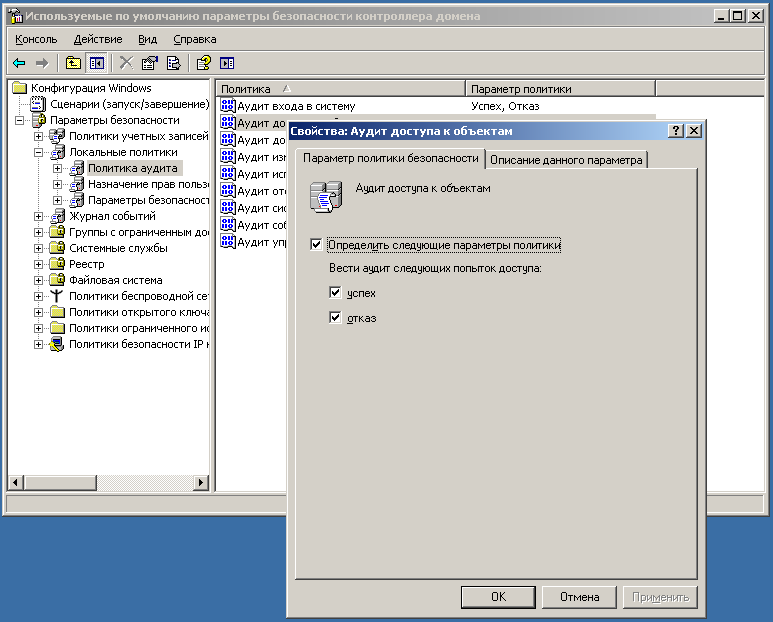 Используемые по умолчанию параметры безопасности контроллера домена
Консоль Действие Вид Справка
Конфигурация Windows
Сценарии (запуск/завершение)
Параметры безопасности
Политики учетных записей
Локальные политики
Политика аудита
Назначение прав польз
Параметры безопасност
Журнал событий
Группы с ограниченным до
Системные службы
Реестр
Файловая система
Политики беспроводной се
Политики открытого ключа
Политики ограниченного ис
Политики безопасности IP н
Политика Параметр политики
Аудит входа в систему Успех, Отказ
Аудит до
Аудит до
Аудит изм
Аудит исп
Аудит отс
Аудит сис
Аудит соб
Аудит упр
Свойства: Аудит доступа к объектам
Параметр политики безопасности Описание данного параметра
Аудит доступа к объектам
Определить следующие параметры политики
Вести аудит следующих попыток доступа:
успех
отказ
OK Отмена Применить